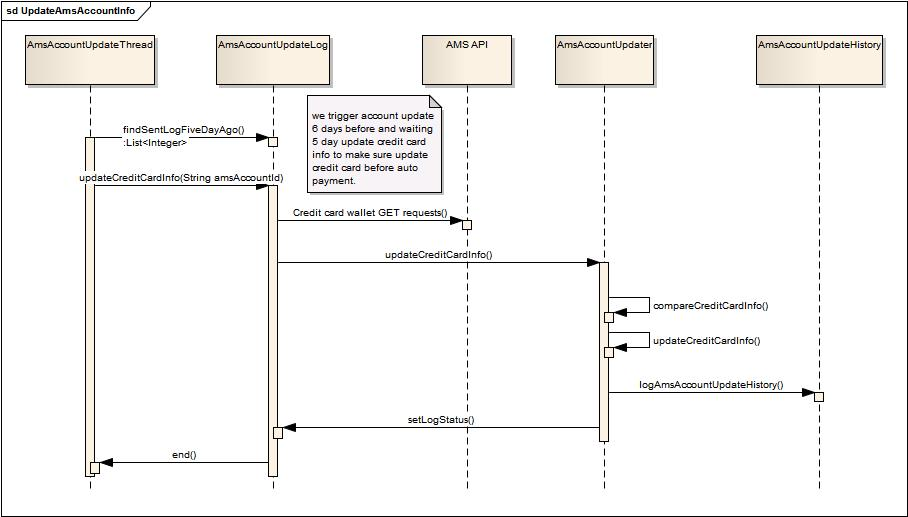 sd UpdateAmsAccountInfo
AmsAccountUpdateThread
AmsAccountUpdateLog
AMS API
AmsAccountUpdater
AmsAccountUpdateHistory
we trigger account update
6 days before and waiting
5 day update credit card
info to make sure update
credit card before auto
payment.
findSentLogFiveDayAgo()
:List<Integer>
updateCreditCardInfo(String amsAccountId)
Credit card wallet GET requests()
updateCreditCardInfo()
compareCreditCardInfo()
updateCreditCardInfo()
logAmsAccountUpdateHistory()
setLogStatus()
end()